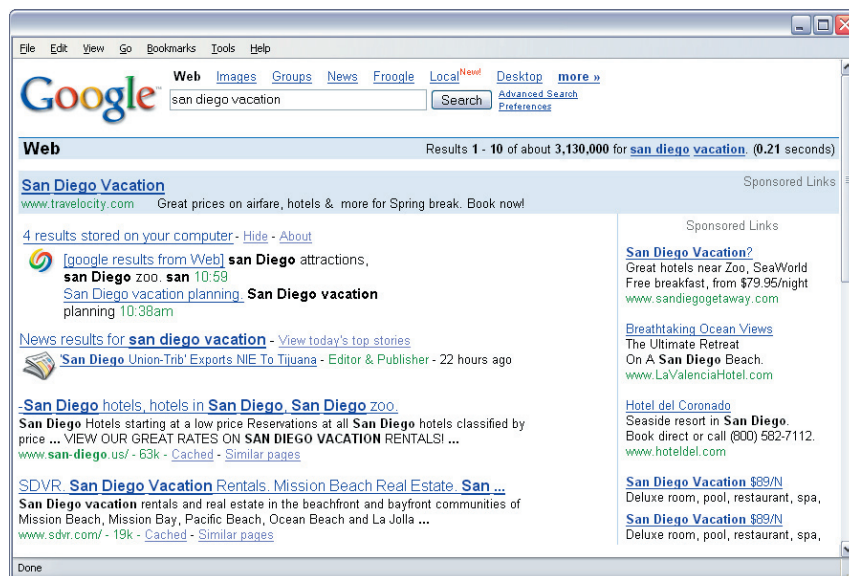 File Edit View Go Bookmarks Tools Help
Web Images Groups News Froogle Local New! Desktop more »
Google™
san diego vacation Search Advanced Search
Preferences
Web Results 1 - 10 of about 3,130,000 for san diego vacation. (0.21 seconds)
San Diego Vacation Sponsored Links
www.travelocity.com Great prices on airfare, hotels & more for Spring break. Book now!
4 results stored on your computer - Hide - About
[google results from Web] san Diego attractions,
san Diego zoo. san 10:59
San Diego vacation planning. San Diego vacation
planning 10:38am
News results for san diego vacation - View today's top stories
'San Diego Union-Trib' Exports NIE To Tijuana - Editor & Publisher - 22 hours ago
-San Diego hotels, hotels in San Diego, San Diego zoo.
San Diego Hotels starting at a low price Reservations at all San Diego hotels classified by
price ... VIEW OUR GREAT RATES ON SAN DIEGO VACATION RENTALS! ...
www.san-diego.us/ - 63k - Cached - Similar pages
SDVR. San Diego Vacation Rentals. Mission Beach Real Estate. San ...
San Diego vacation rentals and real estate in the beachfront and bayfront communities of
Mission Beach, Mission Bay, Pacific Beach, Ocean Beach and La Jolla ...
www.sdvr.com/ - 19k - Cached - Similar pages
Sponsored Links
San Diego Vacation?
Great hotels near Zoo, SeaWorld
Free breakfast, from $79.95/night
www.sandiegogetaway.com
Breathtaking Ocean Views
The Ultimate Retreat
On A San Diego Beach.
www.LaValenciaHotel.com
Hotel del Coronado
Seaside resort in San Diego.
Book direct or call (800) 582-7112.
www.hoteldel.com
San Diego Vacation $89/N
Deluxe room, pool, restaurant, spa,
San Diego Vacation $89/N
Deluxe room, pool, restaurant, spa,
Done